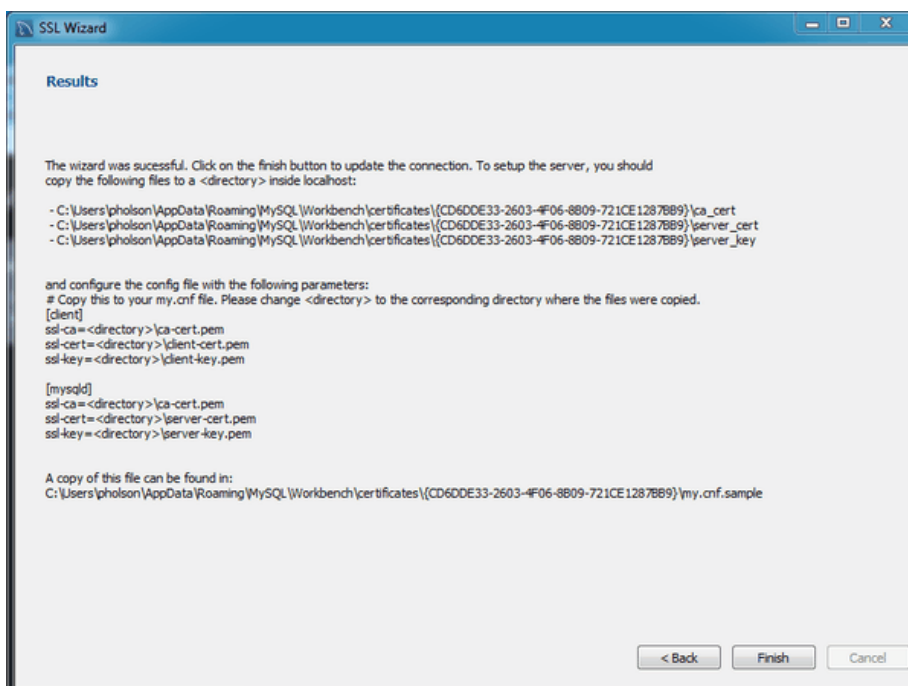 SSL Wizard
Results
The wizard was sucessful. Click on the finish button to update the connection. To setup the server, you should
copy the following files to a <directory> inside localhost:
- C:\Users\pholson\AppData\Roaming\MySQL\Workbench\certificates\{CD6DDE33-2603-4F06-8B09-721CE1287BB9}\ca_cert
- C:\Users\pholson\AppData\Roaming\MySQL\Workbench\certificates\{CD6DDE33-2603-4F06-8B09-721CE1287BB9}\server_cert
- C:\Users\pholson\AppData\Roaming\MySQL\Workbench\certificates\{CD6DDE33-2603-4F06-8B09-721CE1287BB9}\server_key
and configure the config file with the following parameters:
# Copy this to your my.cnf file. Please change <directory> to the corresponding directory where the files were copied.
[client]
ssl-ca=<directory>\ca-cert.pem
ssl-cert=<directory>\client-cert.pem
ssl-key=<directory>\client-key.pem
[mysqld]
ssl-ca=<directory>\ca-cert.pem
ssl-cert=<directory>\server-cert.pem
ssl-key=<directory>\server-key.pem
A copy of this file can be found in:
C:\Users\pholson\AppData\Roaming\MySQL\Workbench\certificates\{CD6DDE33-2603-4F06-8B09-721CE1287BB9}\my.cnf.sample
< Back Finish Cancel